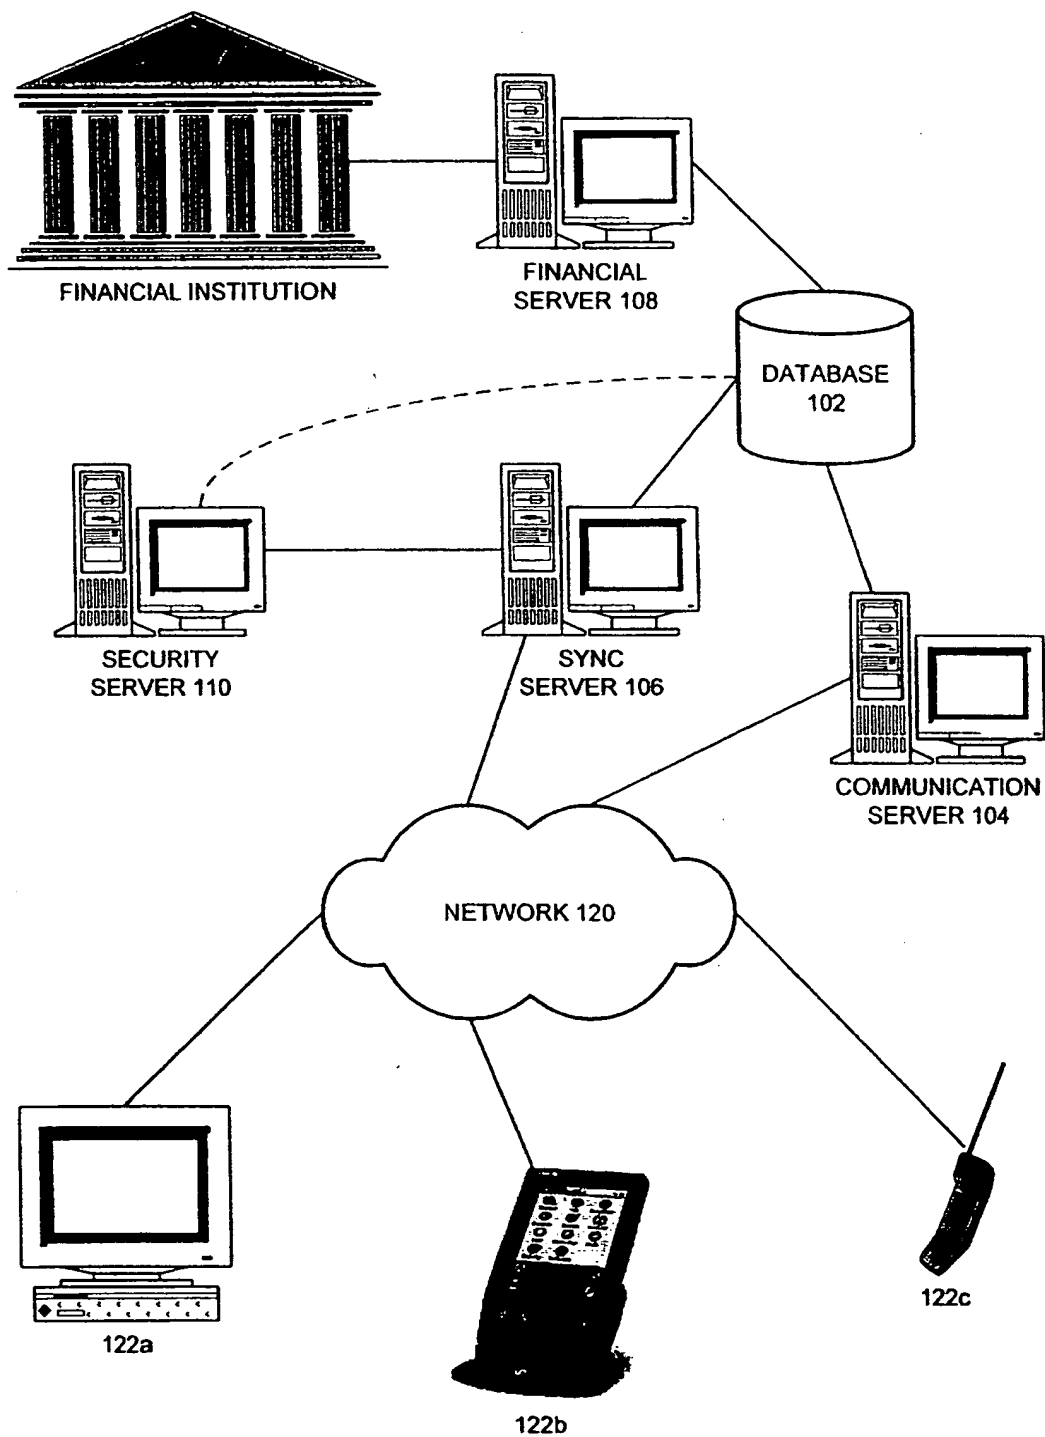 FINANCIAL INSTITUTION
FINANCIAL
SERVER 108
DATABASE
102
SECURITY
SERVER 110
SYNC
SERVER 106
COMMUNICATION
SERVER 104
NETWORK 120
122a
122b
122c